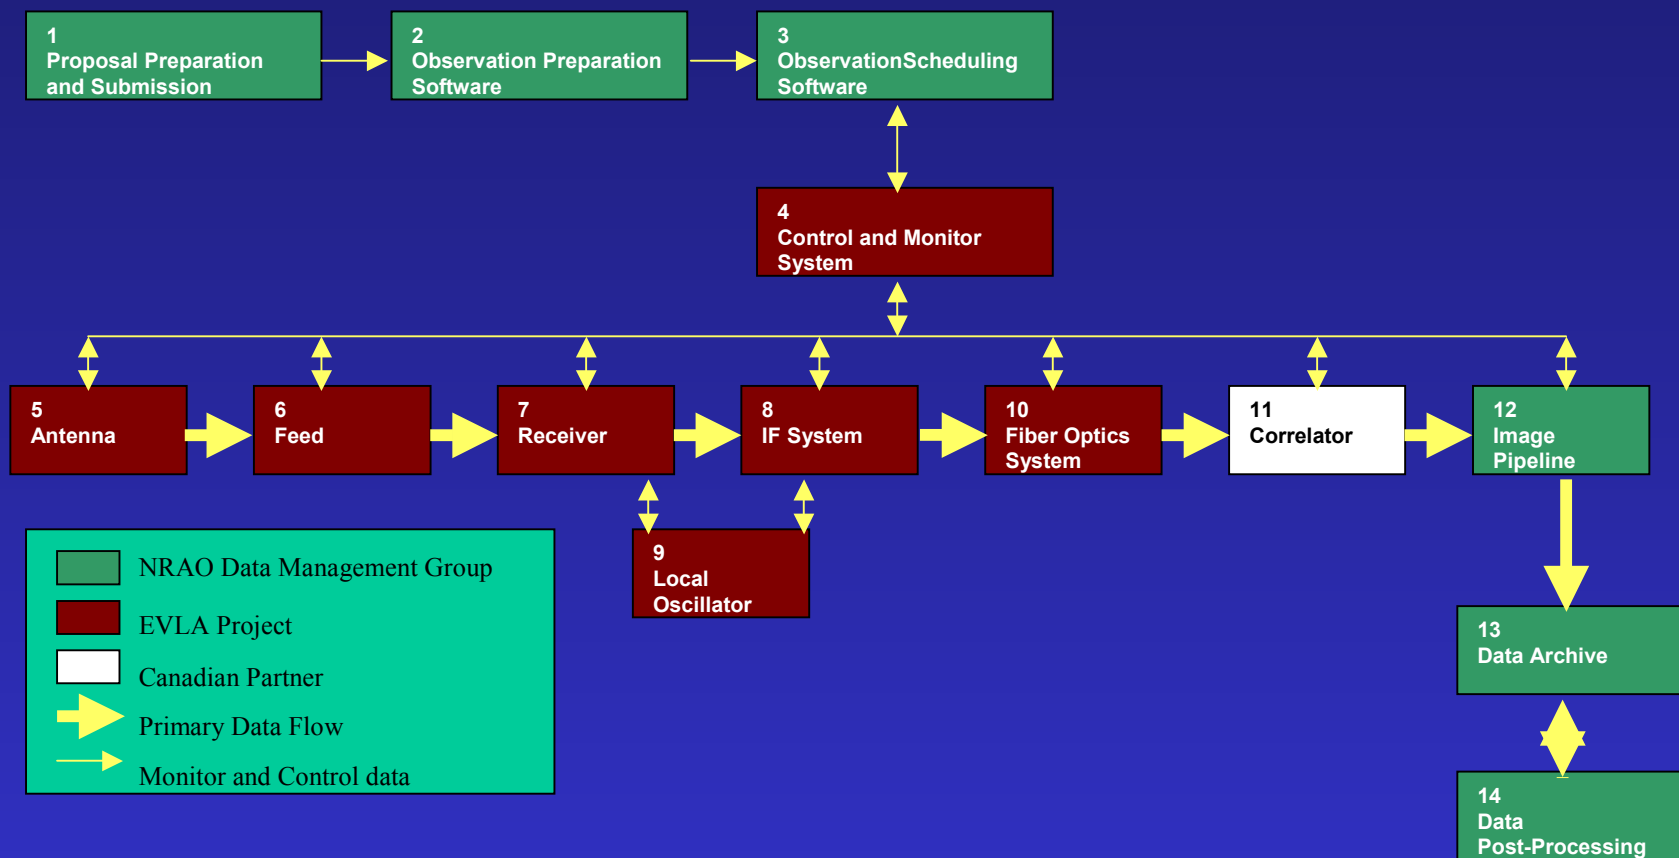 1
Proposal Preparation
and Submission
2
Observation Preparation
Software
3
ObservationScheduling
Software
4
Control and Monitor
System
5
Antenna
6
Feed
7
Receiver
8
IF System
10
Fiber Optics
System
11
Correlator
12
Image
Pipeline
9
Local
Oscillator
NRAO Data Management Group
EVLA Project
Canadian Partner
Primary Data Flow
Monitor and Control data
13
Data Archive
14
Data
Post-Processing